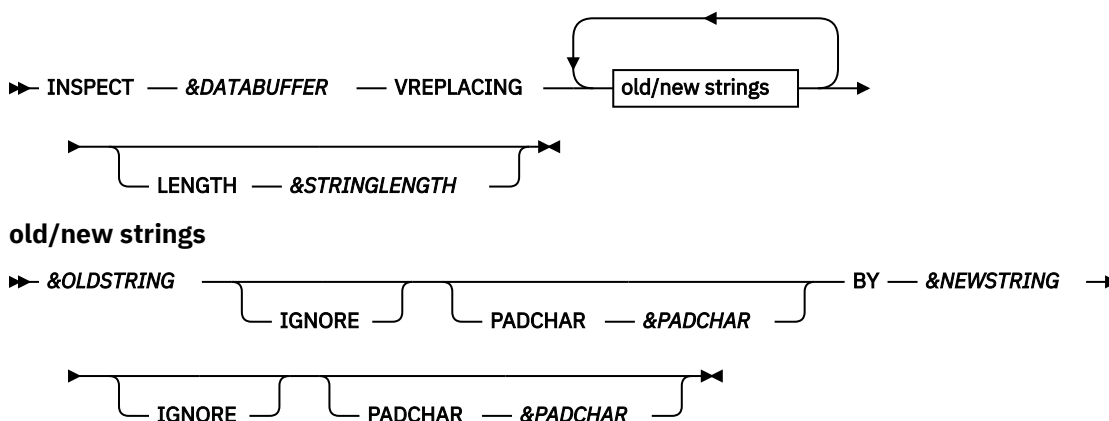 INSPECT &DATABUFFER VREPLACING old/new strings
LENGTH &STRINGLENGTH
old/new strings
&OLDSTRING IGNORE PADCHAR &PADCHAR BY &NEWSTRING
IGNORE PADCHAR &PADCHAR